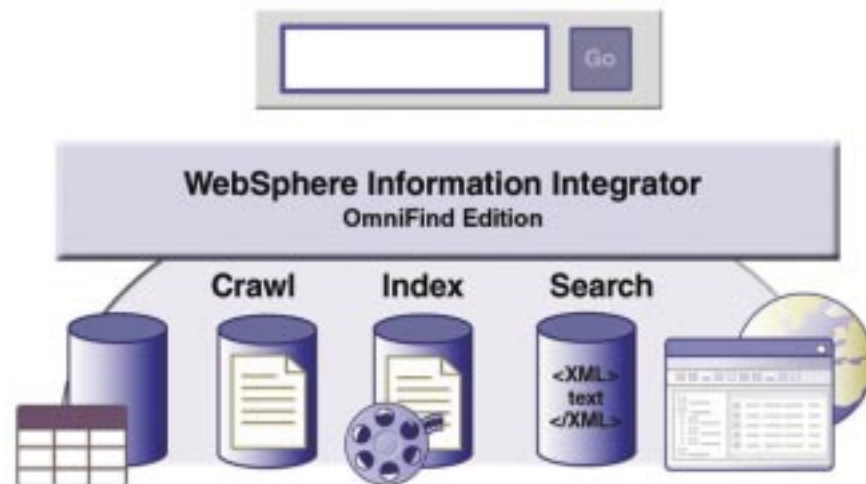 Go
WebSphere Information Integrator
OmniFind Edition
Crawl Index Search
<XML>
text
</XML>